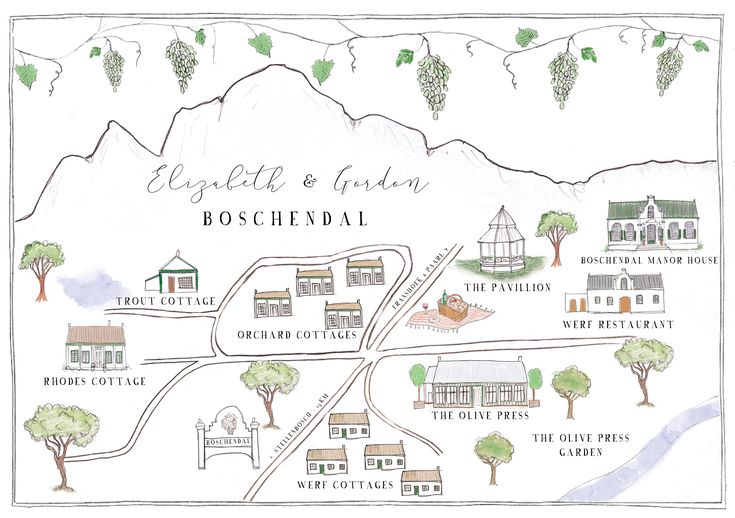 Elizabeth & Gordon
BOSCHENDAL
FRANSHOEK & PAARL
THE PAVILLION
BOSCHENDAL MANOR HOUSE
TROUT COTTAGE
ORCHARD COTTAGES
WERF RESTAURANT
RHODES COTTAGE
THE OLIVE PRESS
BOSCHENDAL
STELLENBOSCH
THE OLIVE PRESS
GARDEN
WERF COTTAGES